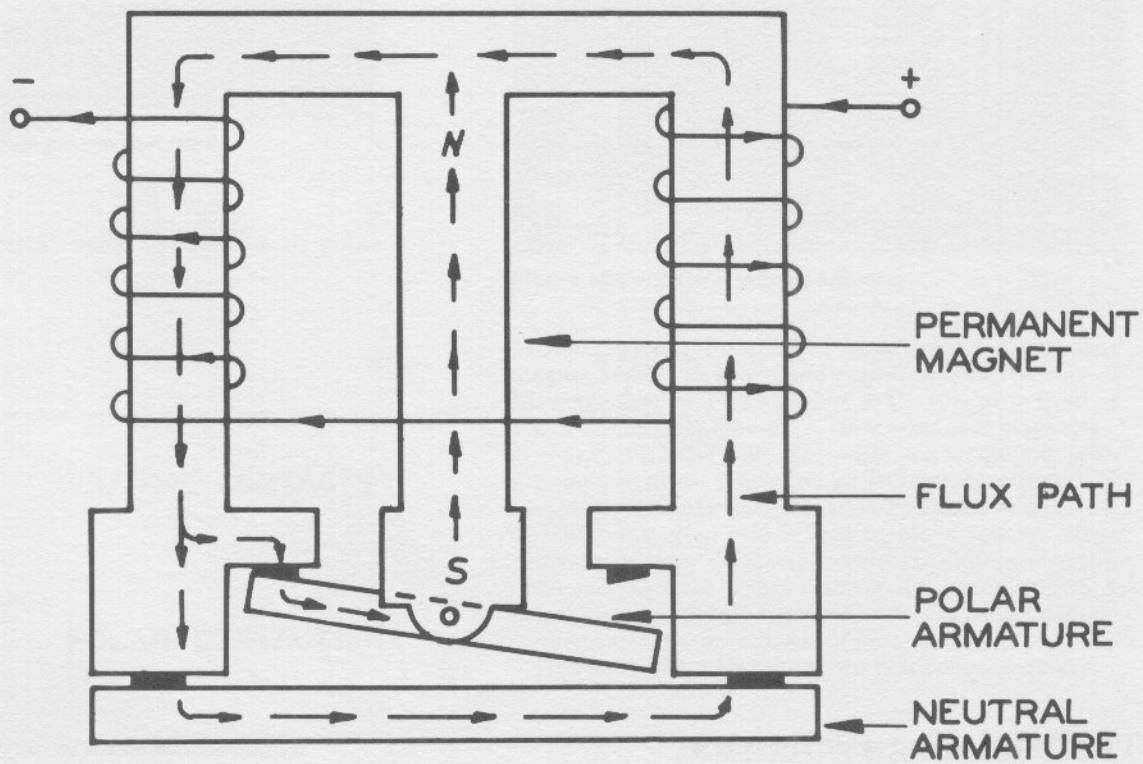 -
+
N
PERMANENT
MAGNET
FLUX PATH
S
POLAR
ARMATURE
NEUTRAL
ARMATURE